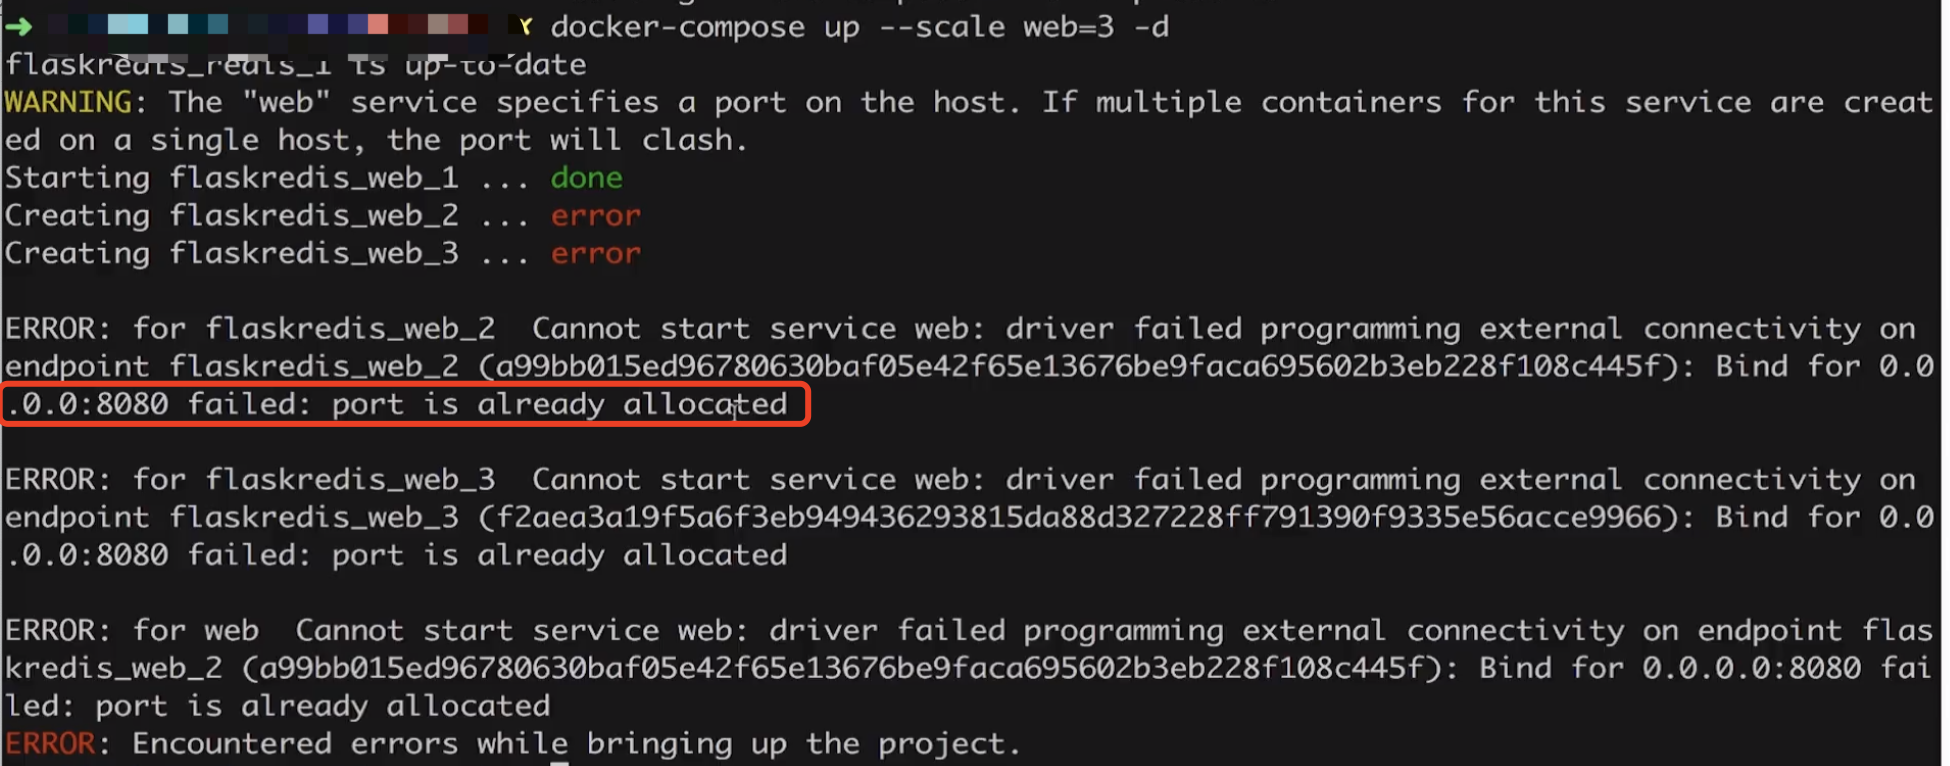 ➜ docker-compose up --scale web=3 -d
flaskredis_redis_1 is up-to-date
WARNING: The "web" service specifies a port on the host. If multiple containers for this service are creat
ed on a single host, the port will clash.
Starting flaskredis_web_1 ... done
Creating flaskredis_web_2 ... error
Creating flaskredis_web_3 ... error
ERROR: for flaskredis_web_2  Cannot start service web: driver failed programming external connectivity on
endpoint flaskredis_web_2 (a99bb015ed96780630baf05e42f65e13676be9faca695602b3eb228f108c445f): Bind for 0.0
.0.0:8080 failed: port is already allocated
ERROR: for flaskredis_web_3  Cannot start service web: driver failed programming external connectivity on
endpoint flaskredis_web_3 (f2aea3a19f5a6f3eb949436293815da88d327228ff791390f9335e56acce9966): Bind for 0.0
.0.0:8080 failed: port is already allocated
ERROR: for web  Cannot start service web: driver failed programming external connectivity on endpoint flas
kredis_web_2 (a99bb015ed96780630baf05e42f65e13676be9faca695602b3eb228f108c445f): Bind for 0.0.0.0:8080 fai
led: port is already allocated
ERROR: Encountered errors while bringing up the project.